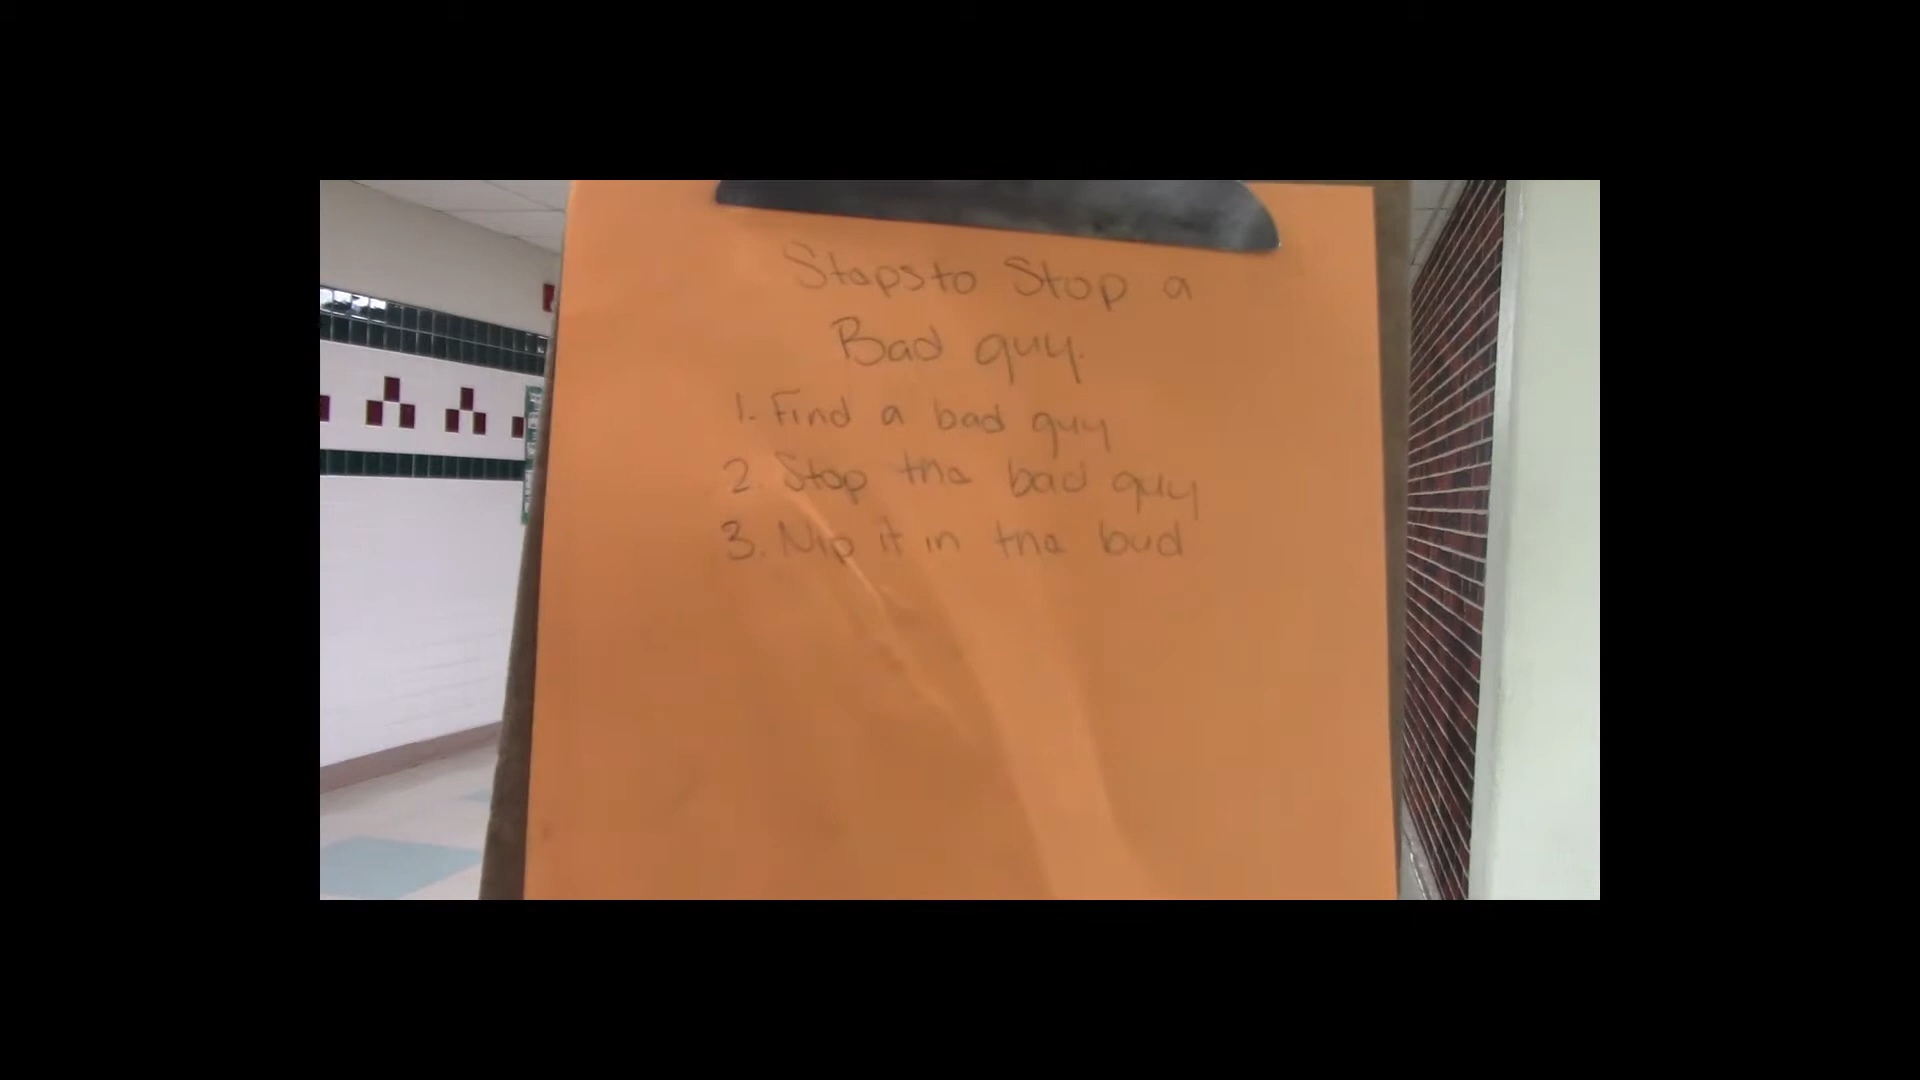 Steps to Stop a
Bad guy.
1. Find a bad guy
2. Stop the bad guy
3. Nip it in the bud